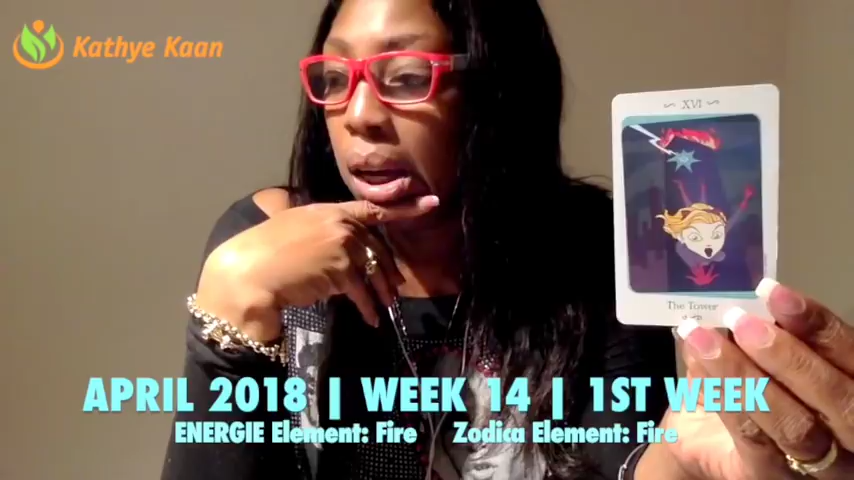 Kathye Kaan
XVI
The Tower
APRIL 2018 | WEEK 14 | 1ST WEEK
ENERGIE Element: Fire Zodica Element: Fire